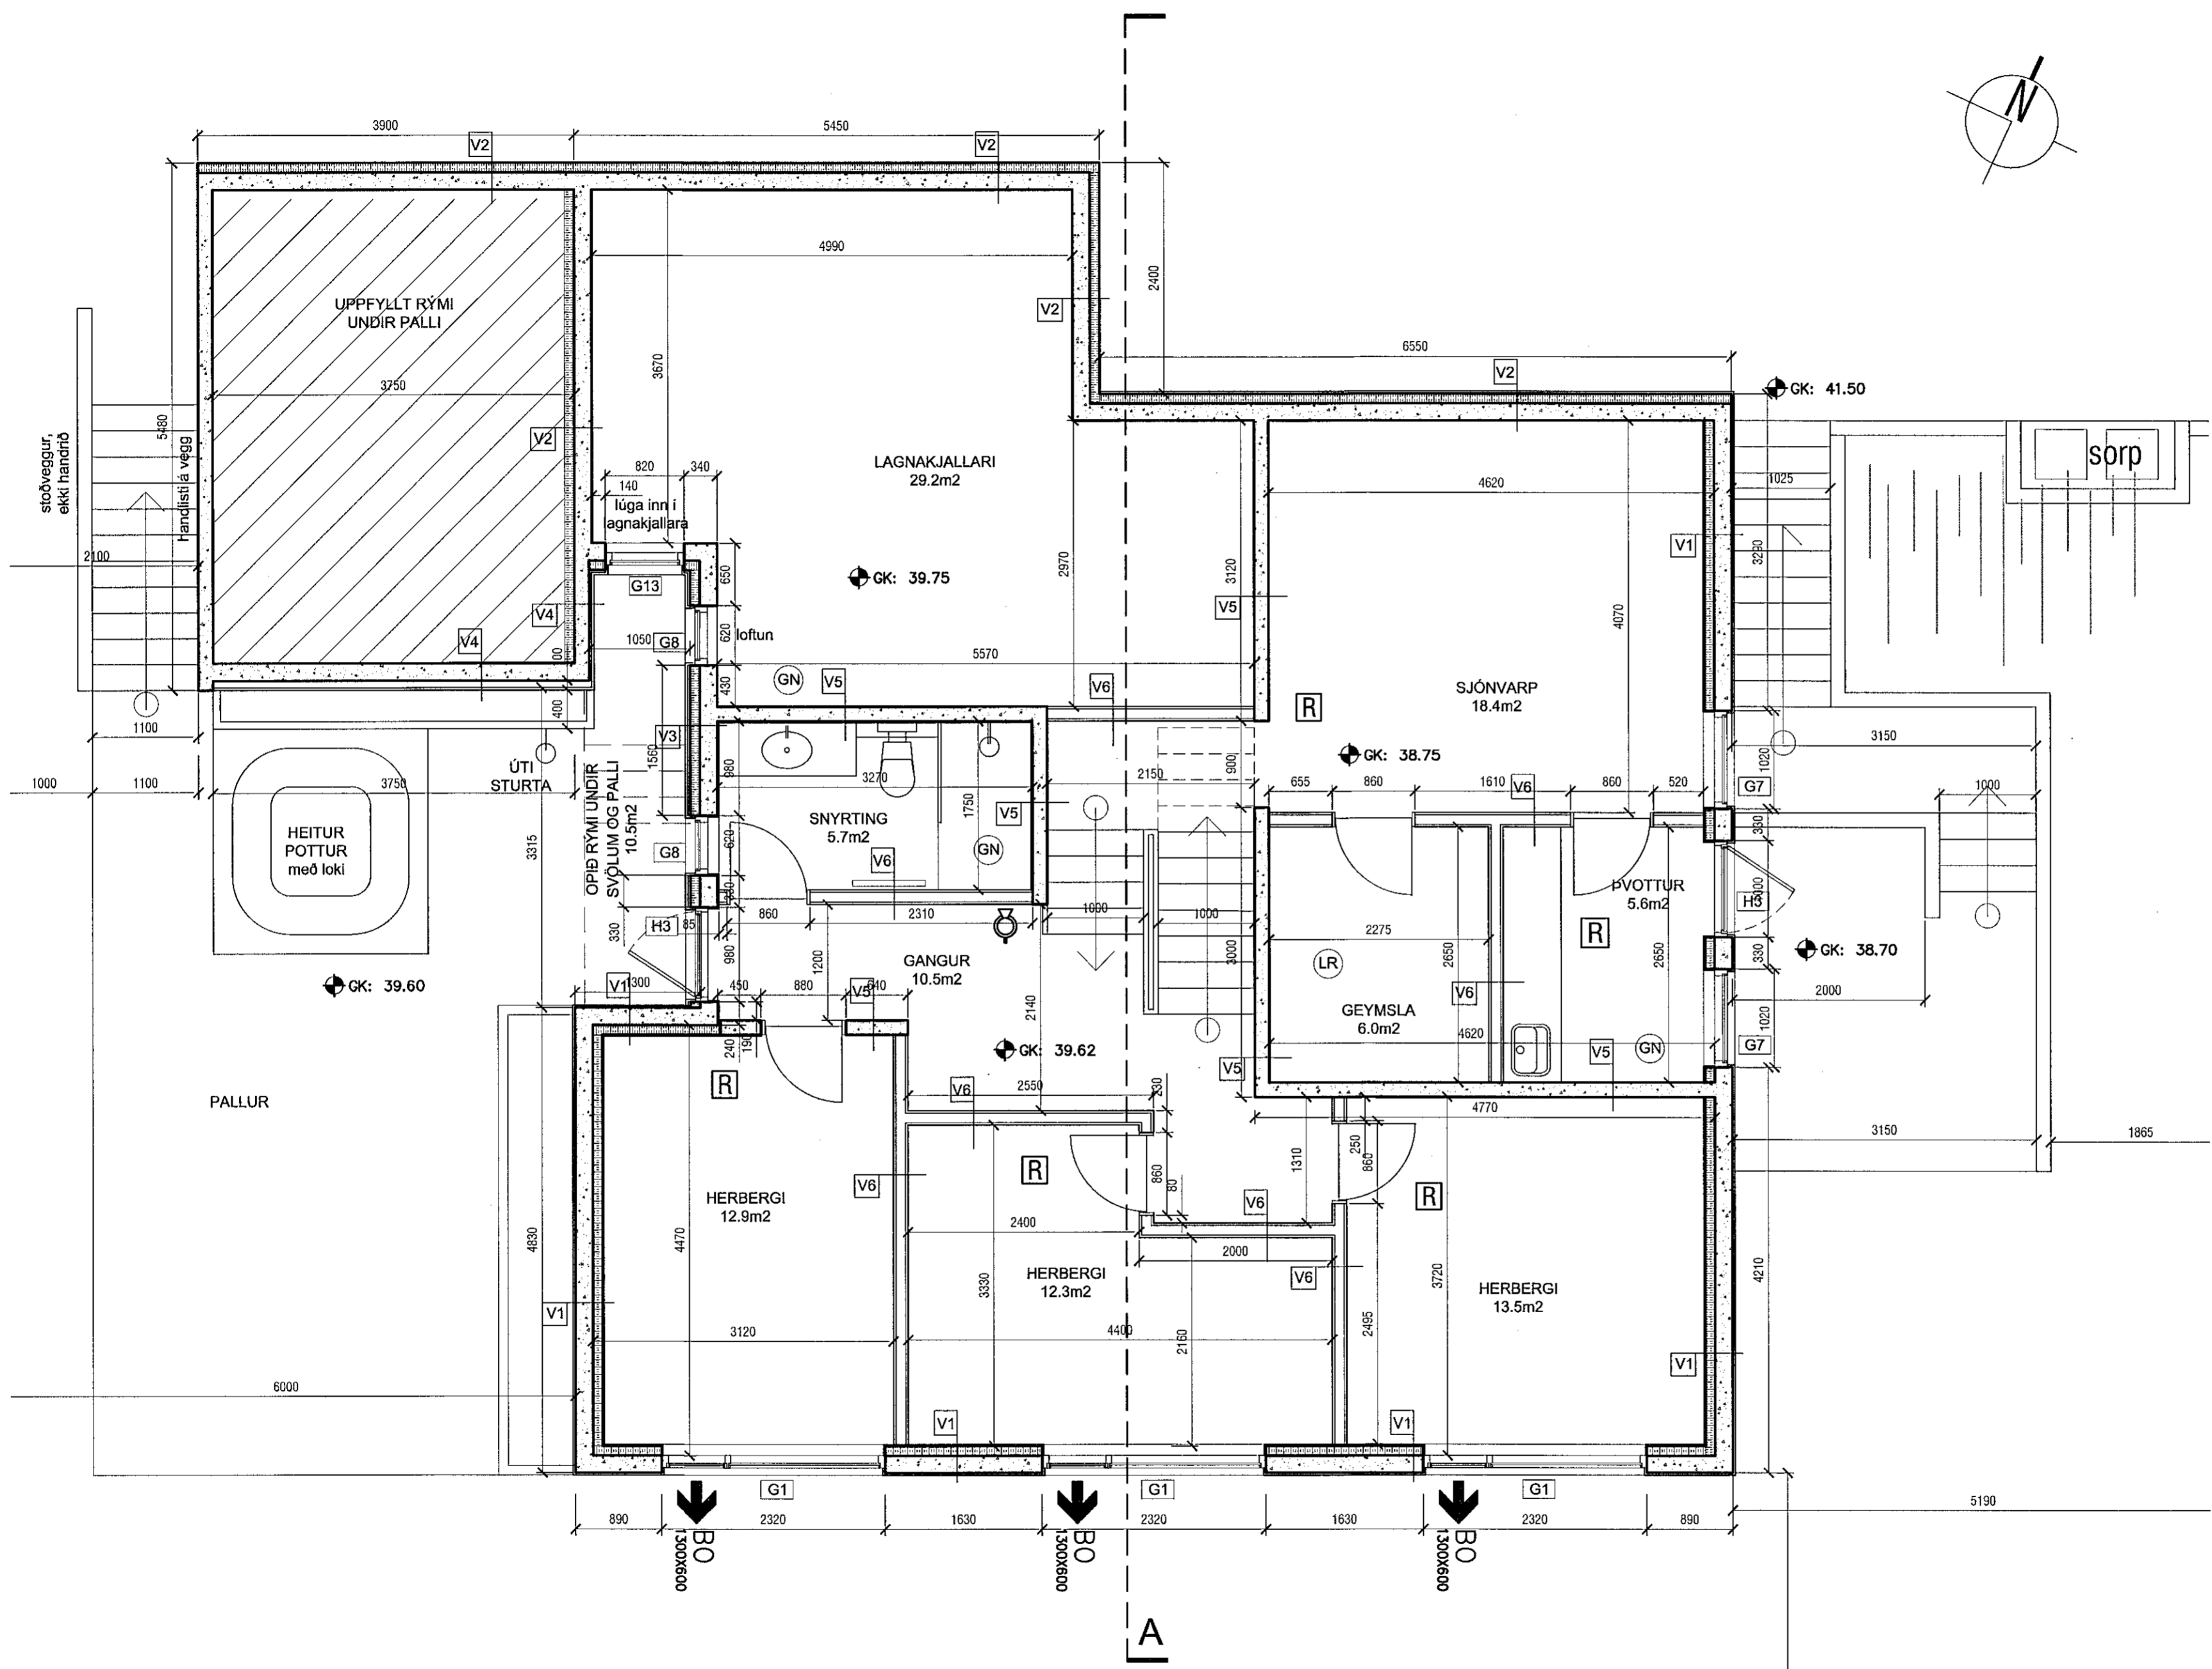 N
3900
5450
V2
V2
4990
2400
UPPFYLLT RÝMI
UNDIR PALLI
V2
3670
6550
V2
GK: 41.50
3750
stoðveggur,
ekki handrið
5480
handlisti á vegg
V2
LAGNAKJALLARI
29.2m2
820
340
140
lúga inn í
lagnakjallara
4620
1025
sorp
2100
V1
3290
GK: 39.75
2970
3120
650
G13
V4
V4
V5
4070
1050
G8
620
loftun
5570
430
GN
V5
V6
R
SJÓNVARP
18.4m2
400
1100
V3
1560
GK: 38.75
3150
1020
G7
ÚTI
STURTA
OPIÐ RÝMI UNDIR
SVÖLUM OG PALLI
10.5m2
980
3270
1750
2150
900
655
860
1610
V6
860
520
1000
1100
3750
1000
HEITUR
POTTUR
með loki
3315
SNYRTING
5.7m2
V5
GN
V6
G8
620
330
330
H3
85
860
2310
1000
1000
ÞVOTTUR
5.6m2
H3
1000
R
330
980
1200
GANGUR
10.5m2
2275
2650
2650
3000
LR
GK: 38.70
330
2000
GK: 39.60
V1
1300
450
880
V5
640
2140
V6
GEYMSLA
6.0m2
4620
1020
G7
240
190
GK: 39.62
V5
V5
GN
PALLUR
R
2550
V6
230
4770
3150
1865
R
860
80
1310
250
860
R
V6
HERBERGI
12.9m2
V6
4830
4470
2400
2000
HERBERGI
12.3m2
V6
3330
3720
HERBERGI
13.5m2
4210
V1
3120
4400
2160
2495
V1
6000
V1
V1
G1
G1
G1
890
2320
1630
2320
1630
2320
890
5190
BO
1300X600
BO
1300X600
BO
1300X600
A